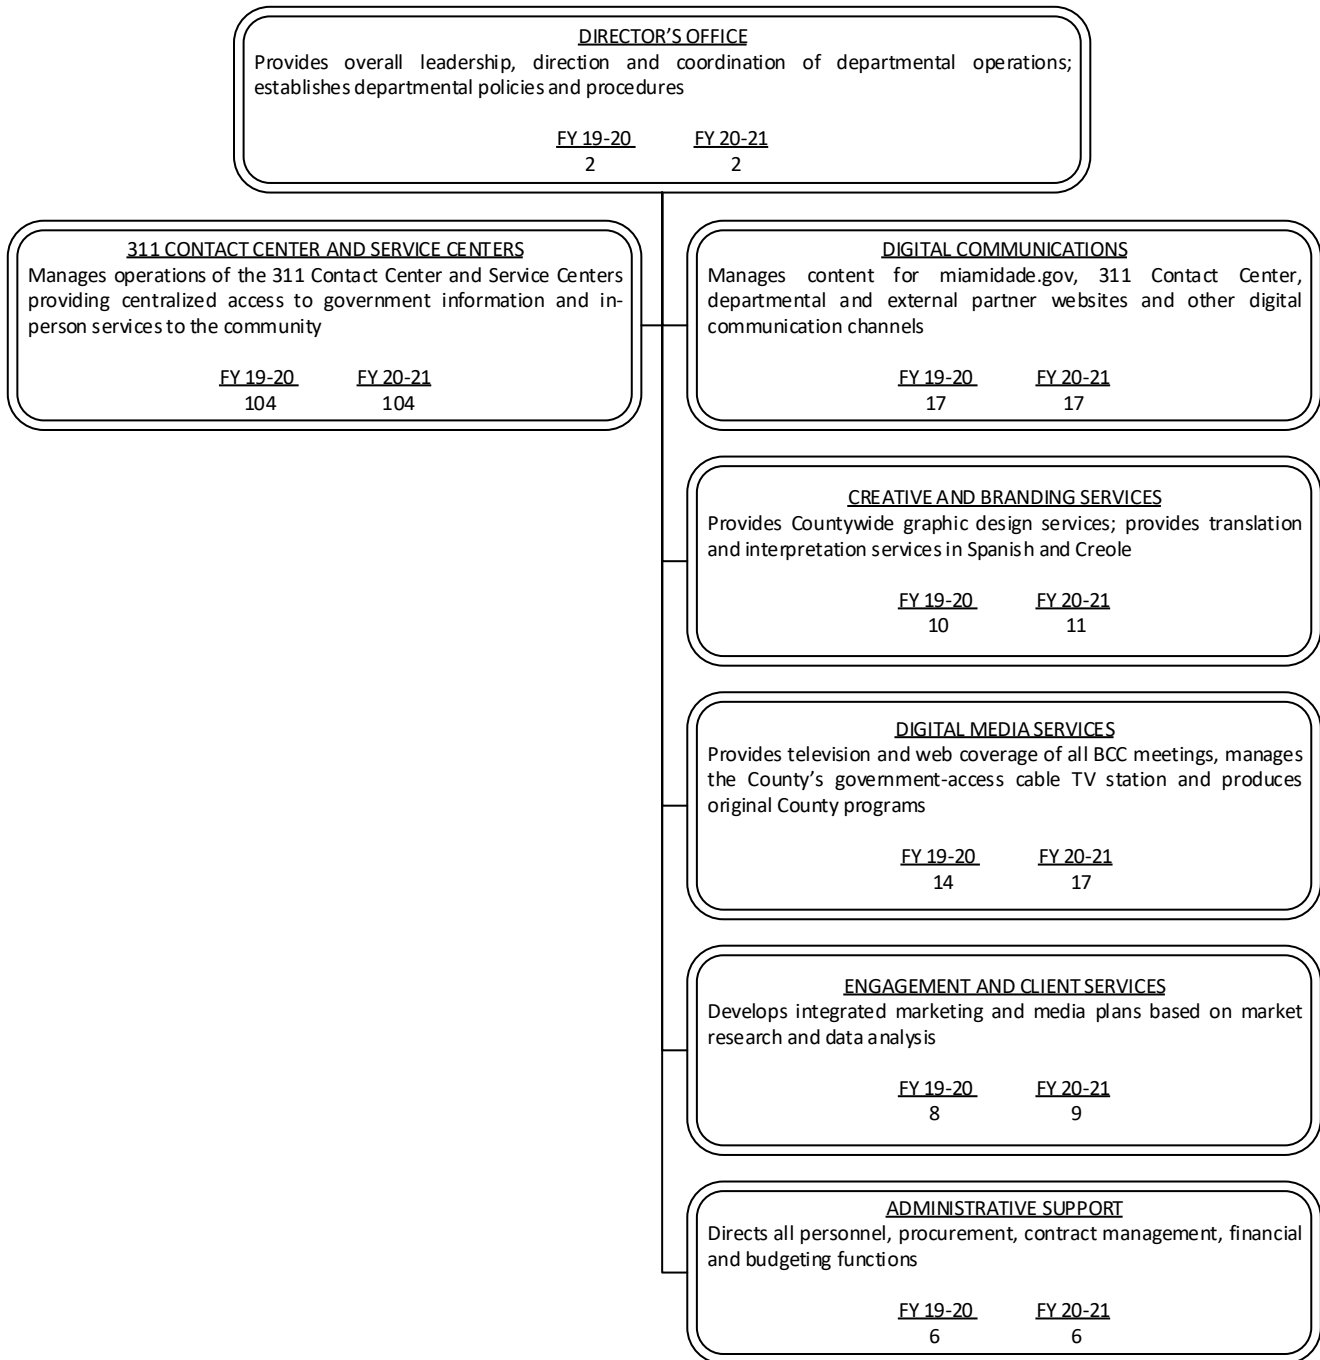 DIRECTOR'S OFFICE
Provides overall leadership, direction and coordination of departmental operations;
establishes departmental policies and procedures
FY 19-20 FY 20-21
2 2
311 CONTACT CENTER AND SERVICE CENTERS
Manages operations of the 311 Contact Center and Service Centers
providing centralized access to government information and in-
person services to the community
FY 19-20 FY 20-21
104 104
DIGITAL COMMUNICATIONS
Manages content for miamidade.gov, 311 Contact Center,
departmental and external partner websites and other digital
communication channels
FY 19-20 FY 20-21
17 17
CREATIVE AND BRANDING SERVICES
Provides Countywide graphic design services; provides translation
and interpretation services in Spanish and Creole
FY 19-20 FY 20-21
10 11
DIGITAL MEDIA SERVICES
Provides television and web coverage of all BCC meetings, manages
the County's government-access cable TV station and produces
original County programs
FY 19-20 FY 20-21
14 17
ENGAGEMENT AND CLIENT SERVICES
Develops integrated marketing and media plans based on market
research and data analysis
FY 19-20 FY 20-21
8 9
ADMINISTRATIVE SUPPORT
Directs all personnel, procurement, contract management, financial
and budgeting functions
FY 19-20 FY 20-21
6 6